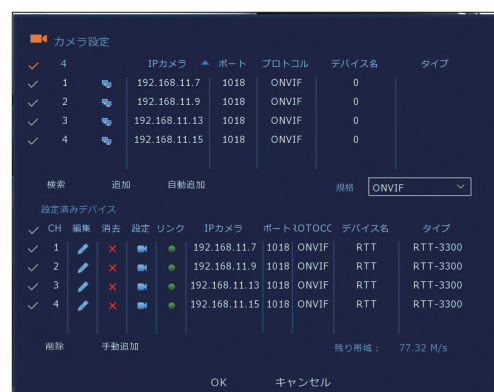 カメラ設定
4 IPカメラ ポート プロトコル デバイス名 タイプ
1 192.168.11.7 1018 ONVIF 0
2 192.168.11.9 1018 ONVIF 0
3 192.168.11.13 1018 ONVIF 0
4 192.168.11.15 1018 ONVIF 0
検索 追加 自動追加 規格 ONVIF
設定済みデバイス
CH 編集 消去 設定 リンク IPカメラ ポート ROTOCC デバイス名 タイプ
1 192.168.11.7 1018 ONVIF RTT RTT-3300
2 192.168.11.9 1018 ONVIF RTT RTT-3300
3 192.168.11.13 1018 ONVIF RTT RTT-3300
4 192.168.11.15 1018 ONVIF RTT RTT-3300
削除 手動追加 残り帯域： 77.32 M/s
OK キャンセル